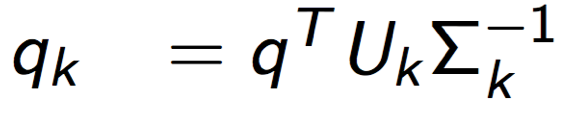 q_k = q^T U_k Σ_k^{-1}